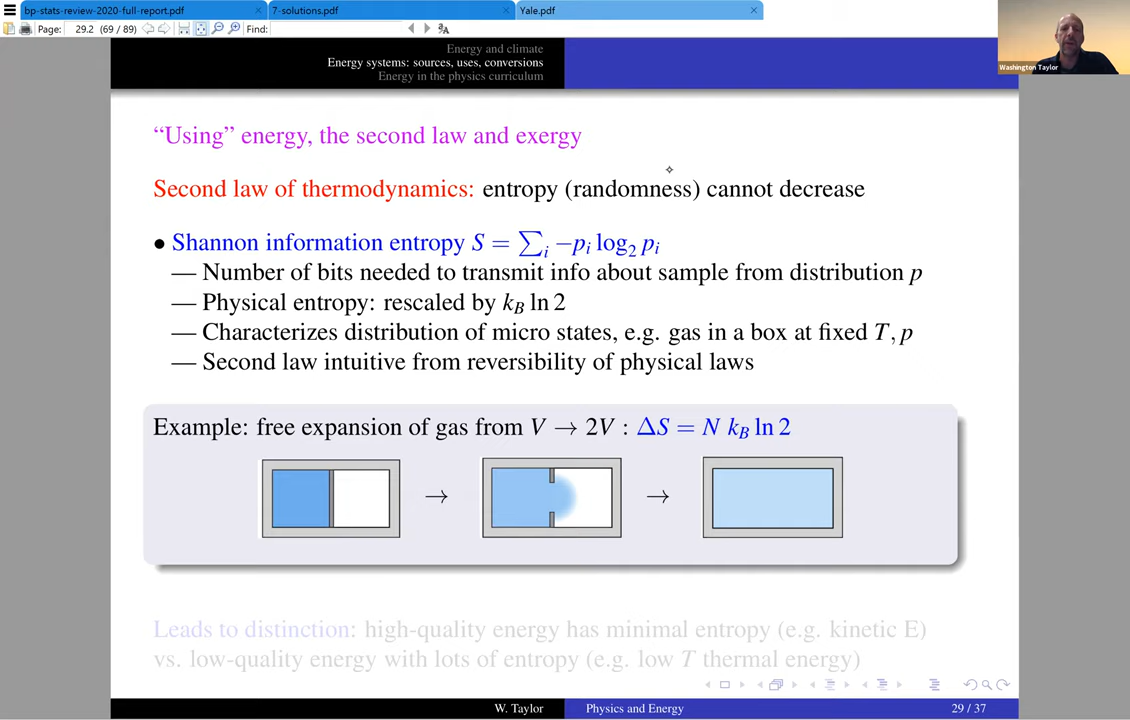 bp-stats-review-2020-full-report.pdf × 7-solutions.pdf × Yale.pdf ×
Page: 29.2 (69 / 89) Find:
Washington Taylor
Energy and climate
Energy systems: sources, uses, conversions
Energy in the physics curriculum
“Using” energy, the second law and exergy
Second law of thermodynamics: entropy (randomness) cannot decrease
• Shannon information entropy S = ∑i −pi log2 pi
— Number of bits needed to transmit info about sample from distribution p
— Physical entropy: rescaled by kB ln 2
— Characterizes distribution of micro states, e.g. gas in a box at fixed T, p
— Second law intuitive from reversibility of physical laws
Example: free expansion of gas from V → 2V : ΔS = N kB ln 2
→ →
Leads to distinction: high-quality energy has minimal entropy (e.g. kinetic E)
vs. low-quality energy with lots of entropy (e.g. low T thermal energy)
W. Taylor Physics and Energy 29 / 37